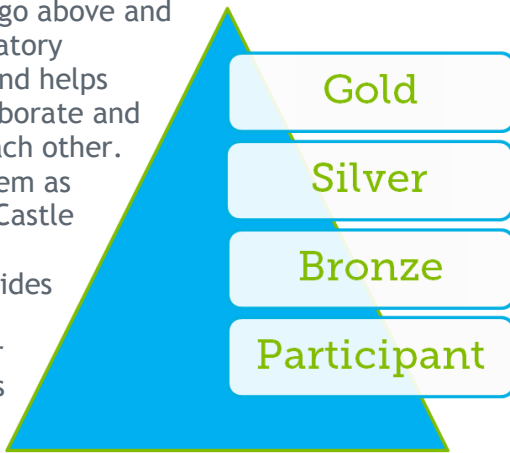 go above and
atory
nd helps
borate and
ach other.
em as
Castle
ides
s
Gold
Silver
Bronze
Participant